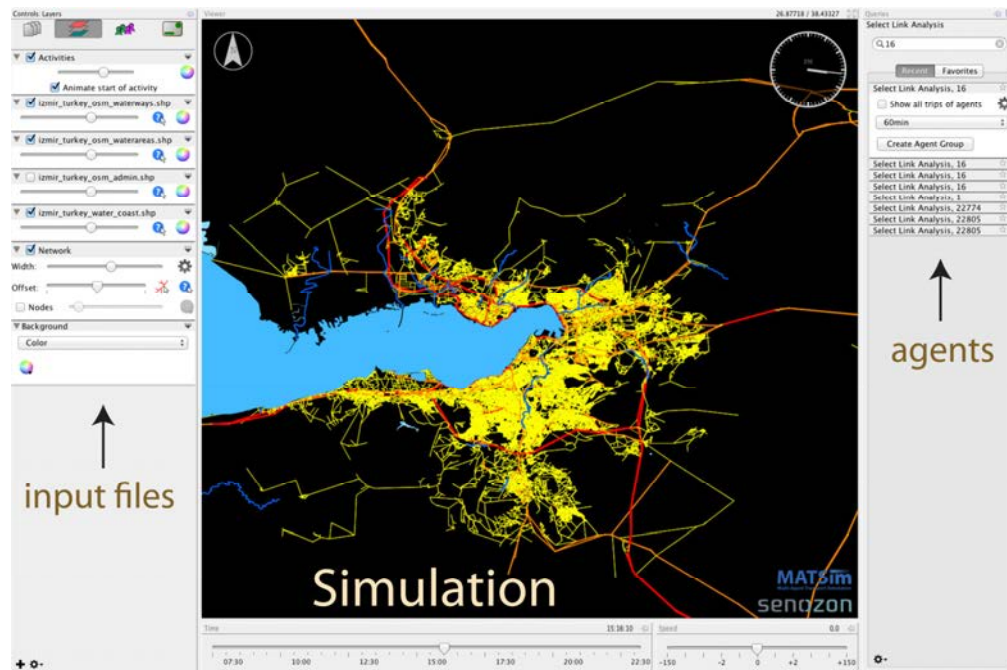 Controls: Layers
Activities
Animate start of activity
izmir_turkey_osm_waterways.shp
izmir_turkey_osm_waterareas.shp
izmir_turkey_osm_admin.shp
izmir_turkey_water_coast.shp
Network
Width:
Offset:
Nodes
Background
Color
input files
Viewer
26.87718 / 38.43327
Simulation
MATSim
senozon
Time
15:16:10
07:30 10:00 12:30 15:00 17:30 20:00 22:30
Speed
0.0
-150 -2 0 +2 +150
Queries
Select Link Analysis
16
Recent
Favorites
Select Link Analysis, 16
Show all trips of agents
60min
Create Agent Group
Select Link Analysis, 16
Select Link Analysis, 16
Select Link Analysis, 16
Select Link Analysis, 1
Select Link Analysis, 22774
Select Link Analysis, 22805
Select Link Analysis, 22805
agents